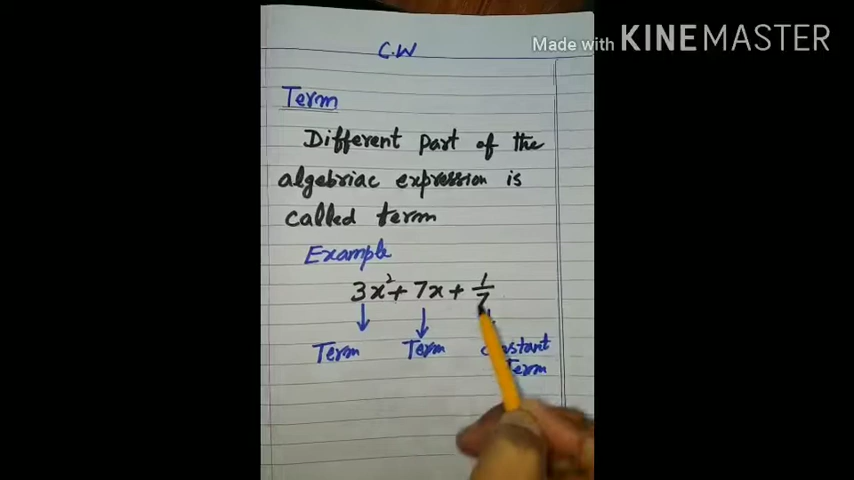 C.W
Made with KINEMASTER
Term
Different part of the
algebriac expression is
called term
Example
3x²+ 7x + 1/7
Term Term Constant
Term